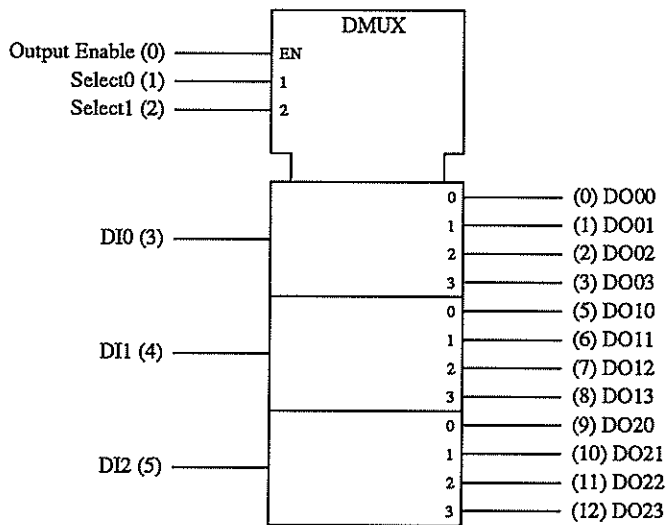 DMUX
Output Enable (0) EN
Select0 (1) 1
Select1 (2) 2
0 (0) DO00
1 (1) DO01
DI0 (3)
2 (2) DO02
3 (3) DO03
0 (5) DO10
1 (6) DO11
DI1 (4)
2 (7) DO12
3 (8) DO13
0 (9) DO20
1 (10) DO21
DI2 (5)
2 (11) DO22
3 (12) DO23